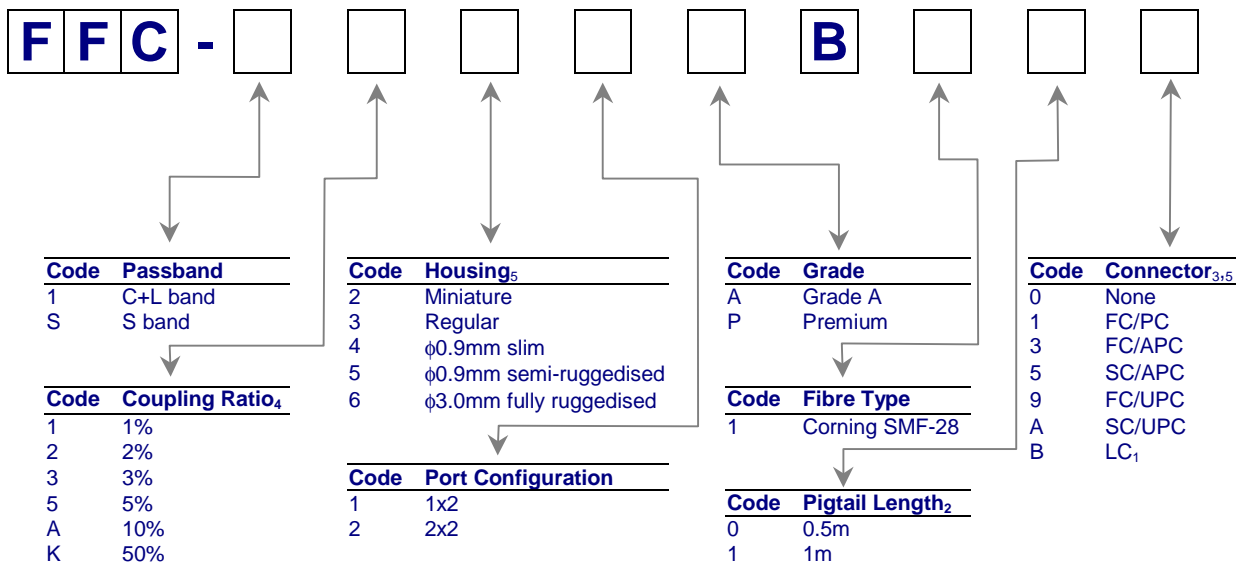 FFC - B
Code Passband
1 C+L band
S S band
Code Coupling Ratio4
1 1%
2 2%
3 3%
5 5%
A 10%
K 50%
Code Housing5
2 Miniature
3 Regular
4 ϕ0.9mm slim
5 ϕ0.9mm semi-ruggedised
6 ϕ3.0mm fully ruggedised
Code Port Configuration
1 1x2
2 2x2
Code Grade
A Grade A
P Premium
Code Fibre Type
1 Corning SMF-28
Code Pigtail Length2
0 0.5m
1 1m
Code Connector3,5
0 None
1 FC/PC
3 FC/APC
5 SC/APC
9 FC/UPC
A SC/UPC
B LC1